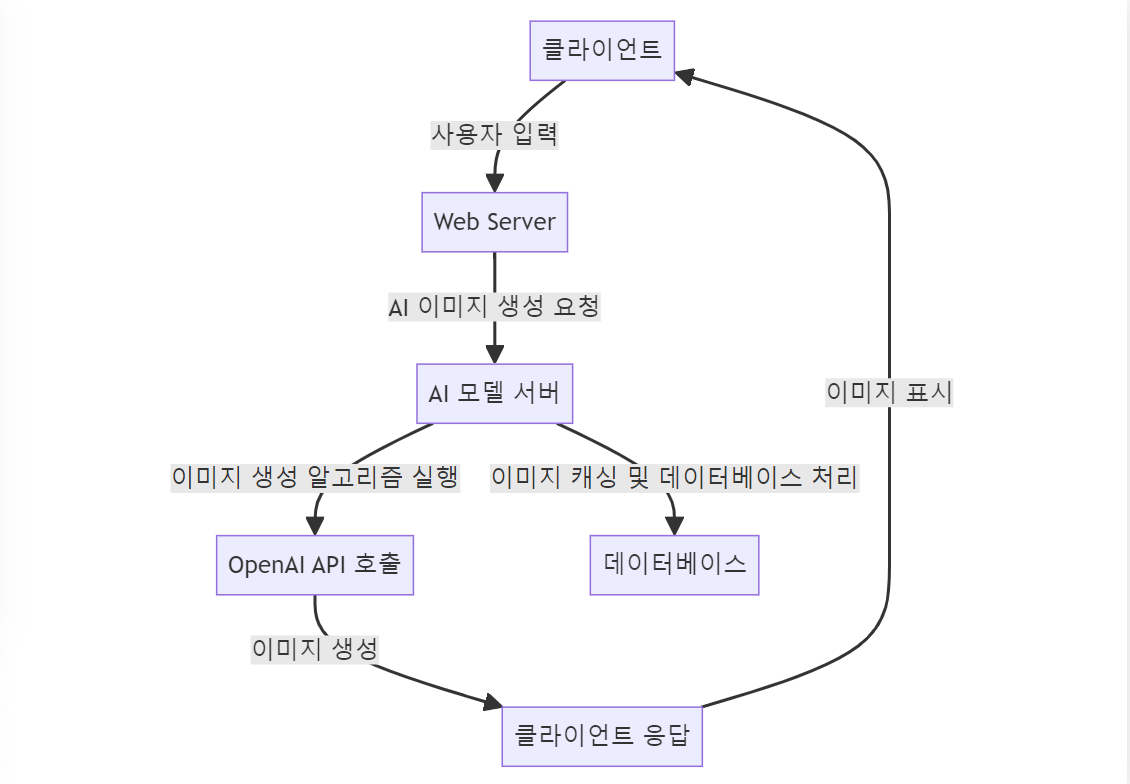 클라이언트
사용자 입력
Web Server
AI 이미지 생성 요청
AI 모델 서버
이미지 표시
이미지 생성 알고리즘 실행
이미지 캐싱 및 데이터베이스 처리
OpenAI API 호출
데이터베이스
이미지 생성
클라이언트 응답